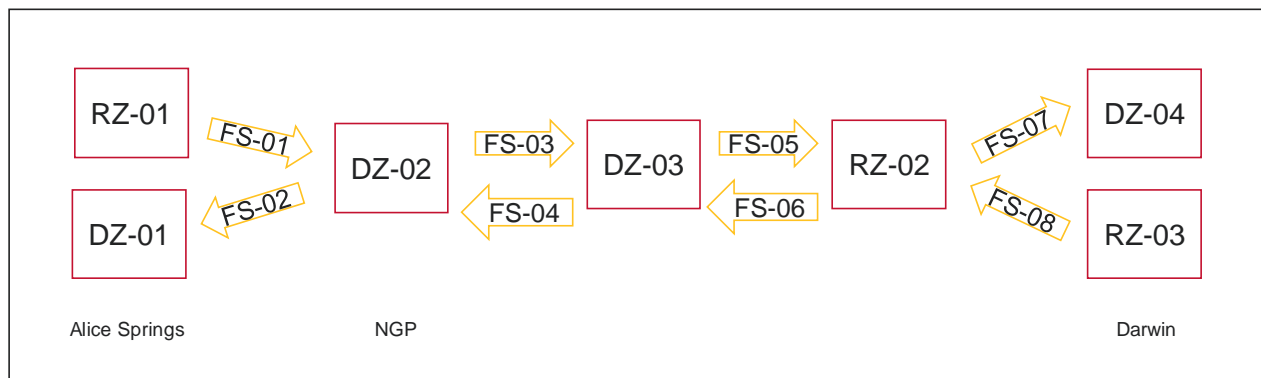 RZ-01
FS-01
DZ-01
FS-02
DZ-02
FS-03
FS-04
DZ-03
FS-05
FS-06
RZ-02
FS-07
FS-08
DZ-04
RZ-03
Alice Springs
NGP
Darwin